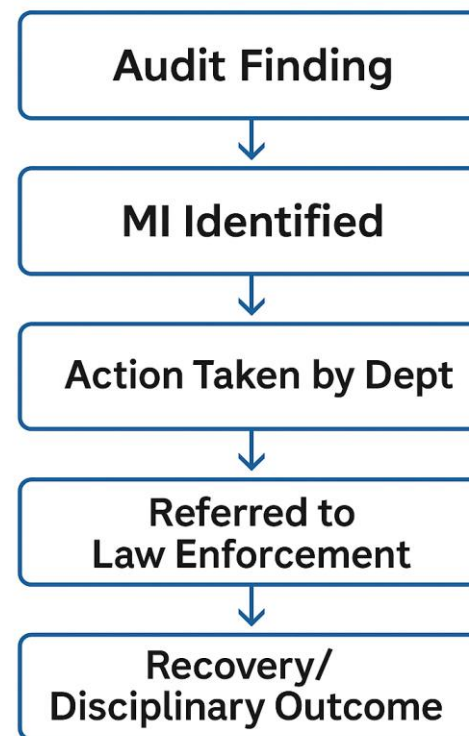 Audit Finding
MI Identified
Action Taken by Dept
Referred to
Law Enforcement
Recovery/
Disciplinary Outcome